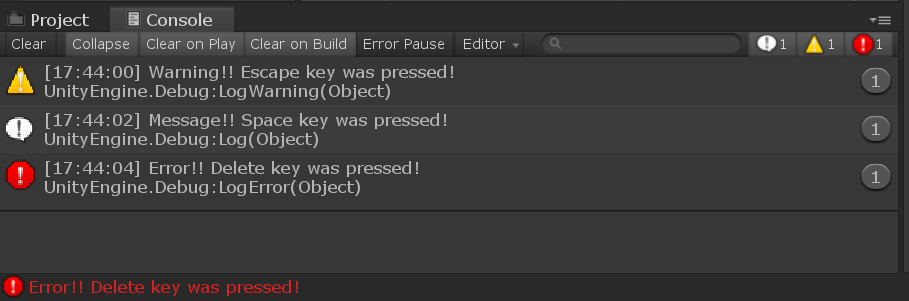 Project Console
Clear Collapse Clear on Play Clear on Build Error Pause Editor 1 1 1
[17:44:00] Warning!! Escape key was pressed!
UnityEngine.Debug:LogWarning(Object)
1
[17:44:02] Message!! Space key was pressed!
UnityEngine.Debug:Log(Object)
1
[17:44:04] Error!! Delete key was pressed!
UnityEngine.Debug:LogError(Object)
1
Error!! Delete key was pressed!